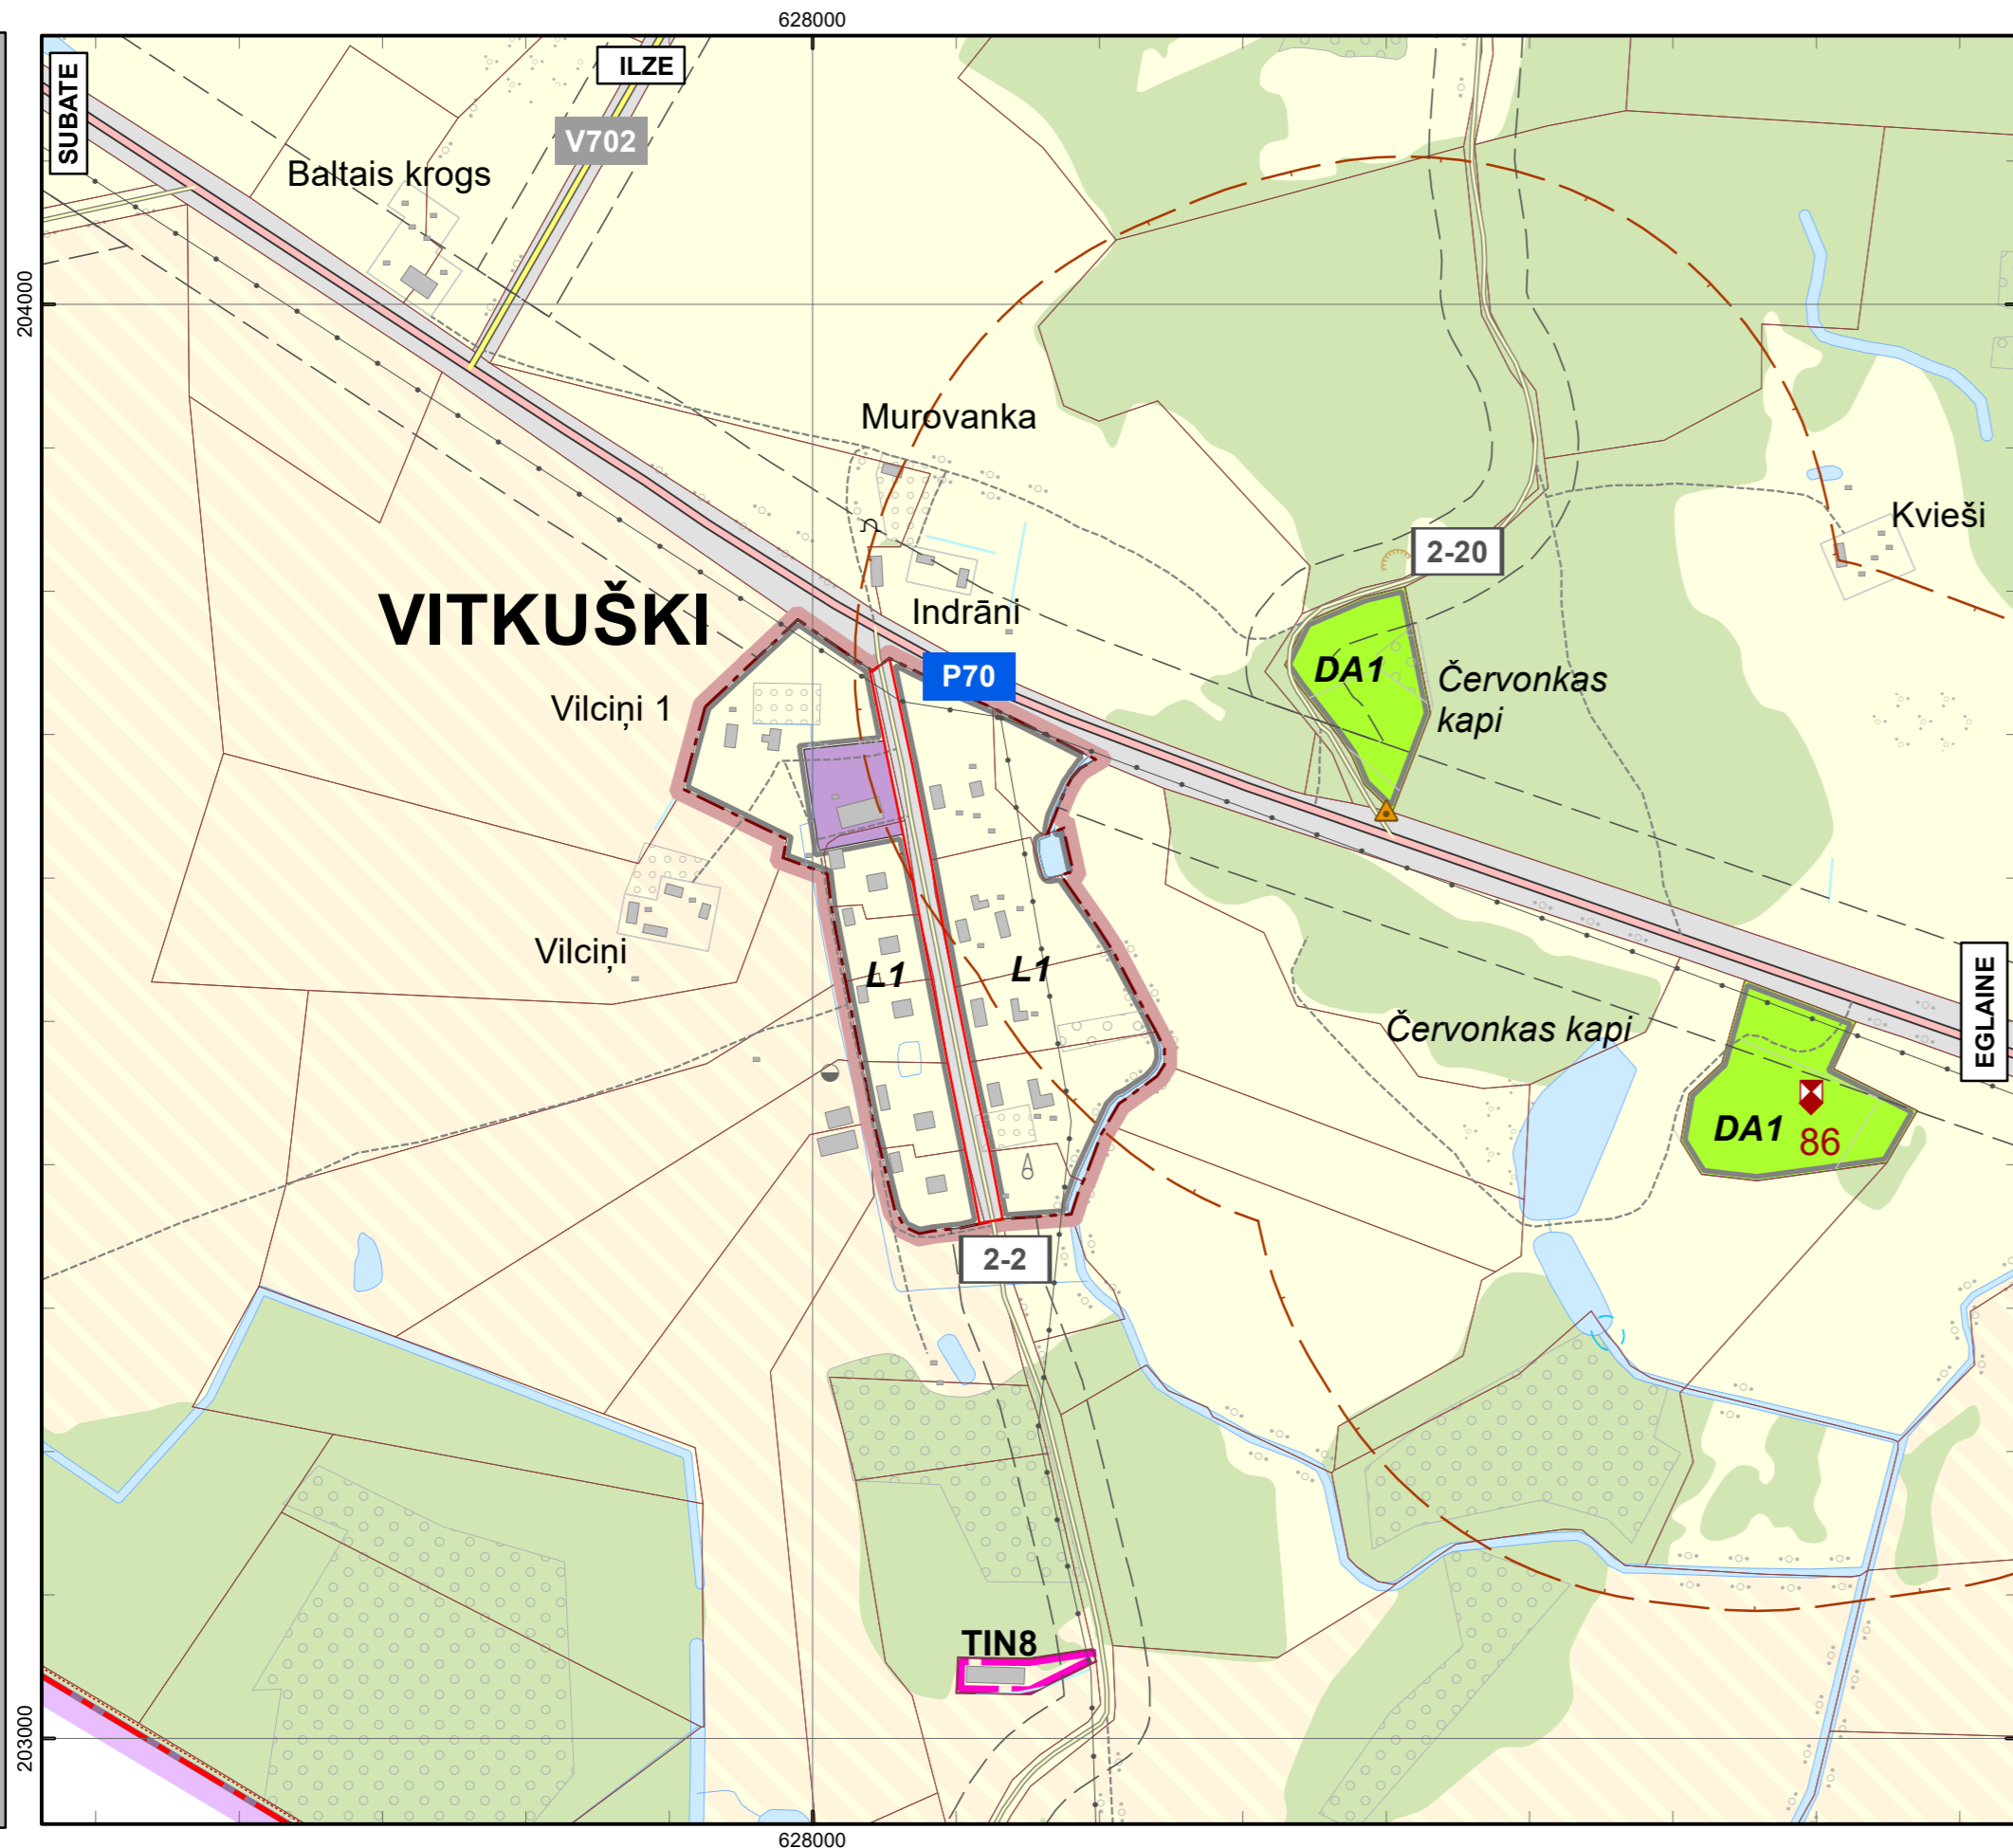 628000
SUBATE
ILZE
V702
Baltais krogs
204000
Murovanka
Kvieši
2-20
VITKUŠKI
Indrāni
P70
DA1
Červonkas
kapi
Vilciņi 1
Vilciņi
L1
L1
Červonkas kapi
EGLAINE
DA1
86
2-2
TIN8
203000
628000